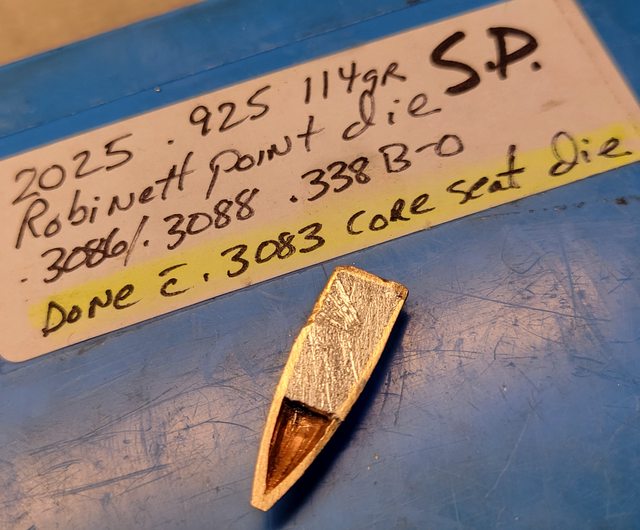 2025 .925 114gr S.D.
Robinett Point die
.3086/.3088 .338 B-O
Done c̄ .3083 core seat die